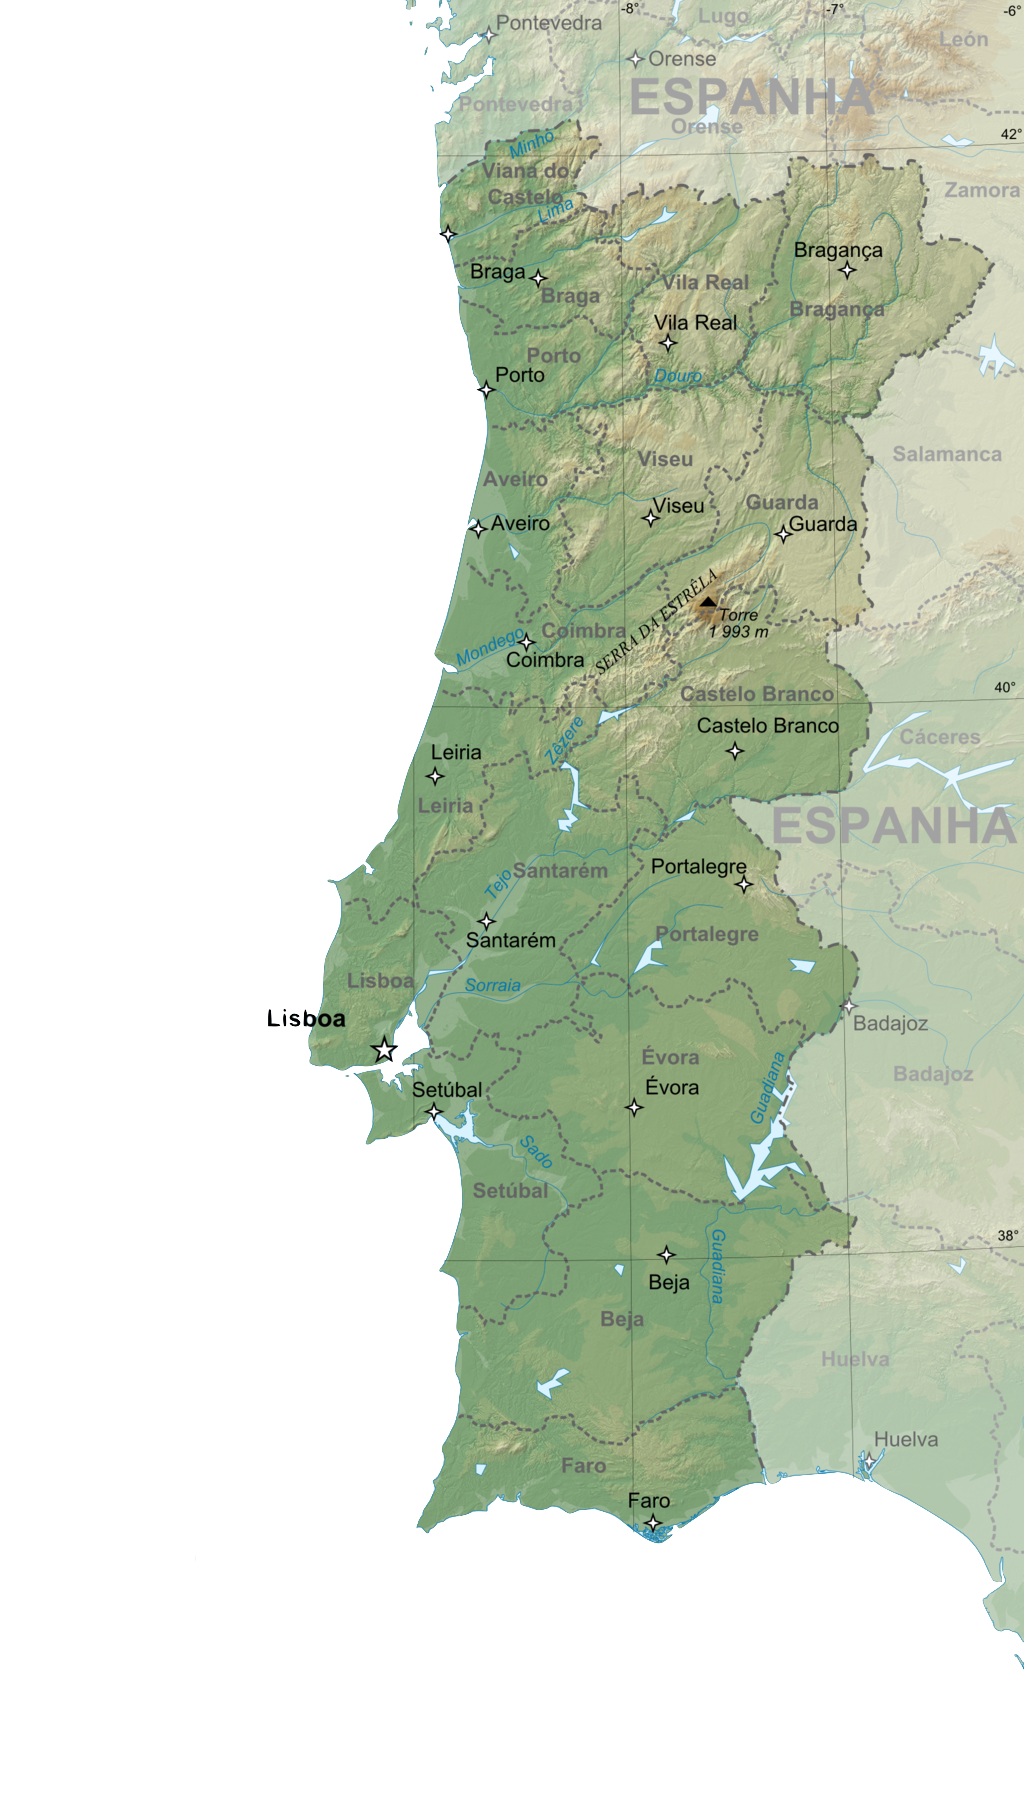 -8°
-7°
-6°
Pontevedra
Lugo
León
Orense
ESPANHA
Pontevedra
Orense
42°
Minho
Viana do
Castelo
Zamora
Lima
Bragança
Braga
Vila Real
Braga
Bragança
Vila Real
Porto
Porto
Douro
Salamanca
Viseu
Aveiro
Guarda
Viseu
Aveiro
Guarda
SERRA DA ESTRÊLA
Torre
1 993 m
Coimbra
Mondego
Coimbra
40°
Castelo Branco
Castelo Branco
Cáceres
Zêzere
Leiria
Leiria
ESPANHA
Portalegre
Santarém
Tejo
Santarém
Portalegre
Lisboa
Sorraia
Lisboa
Badajoz
Évora
Badajoz
Setúbal
Évora
Guadiana
Sado
Setúbal
38°
Guadiana
Beja
Beja
Huelva
Huelva
Faro
Faro